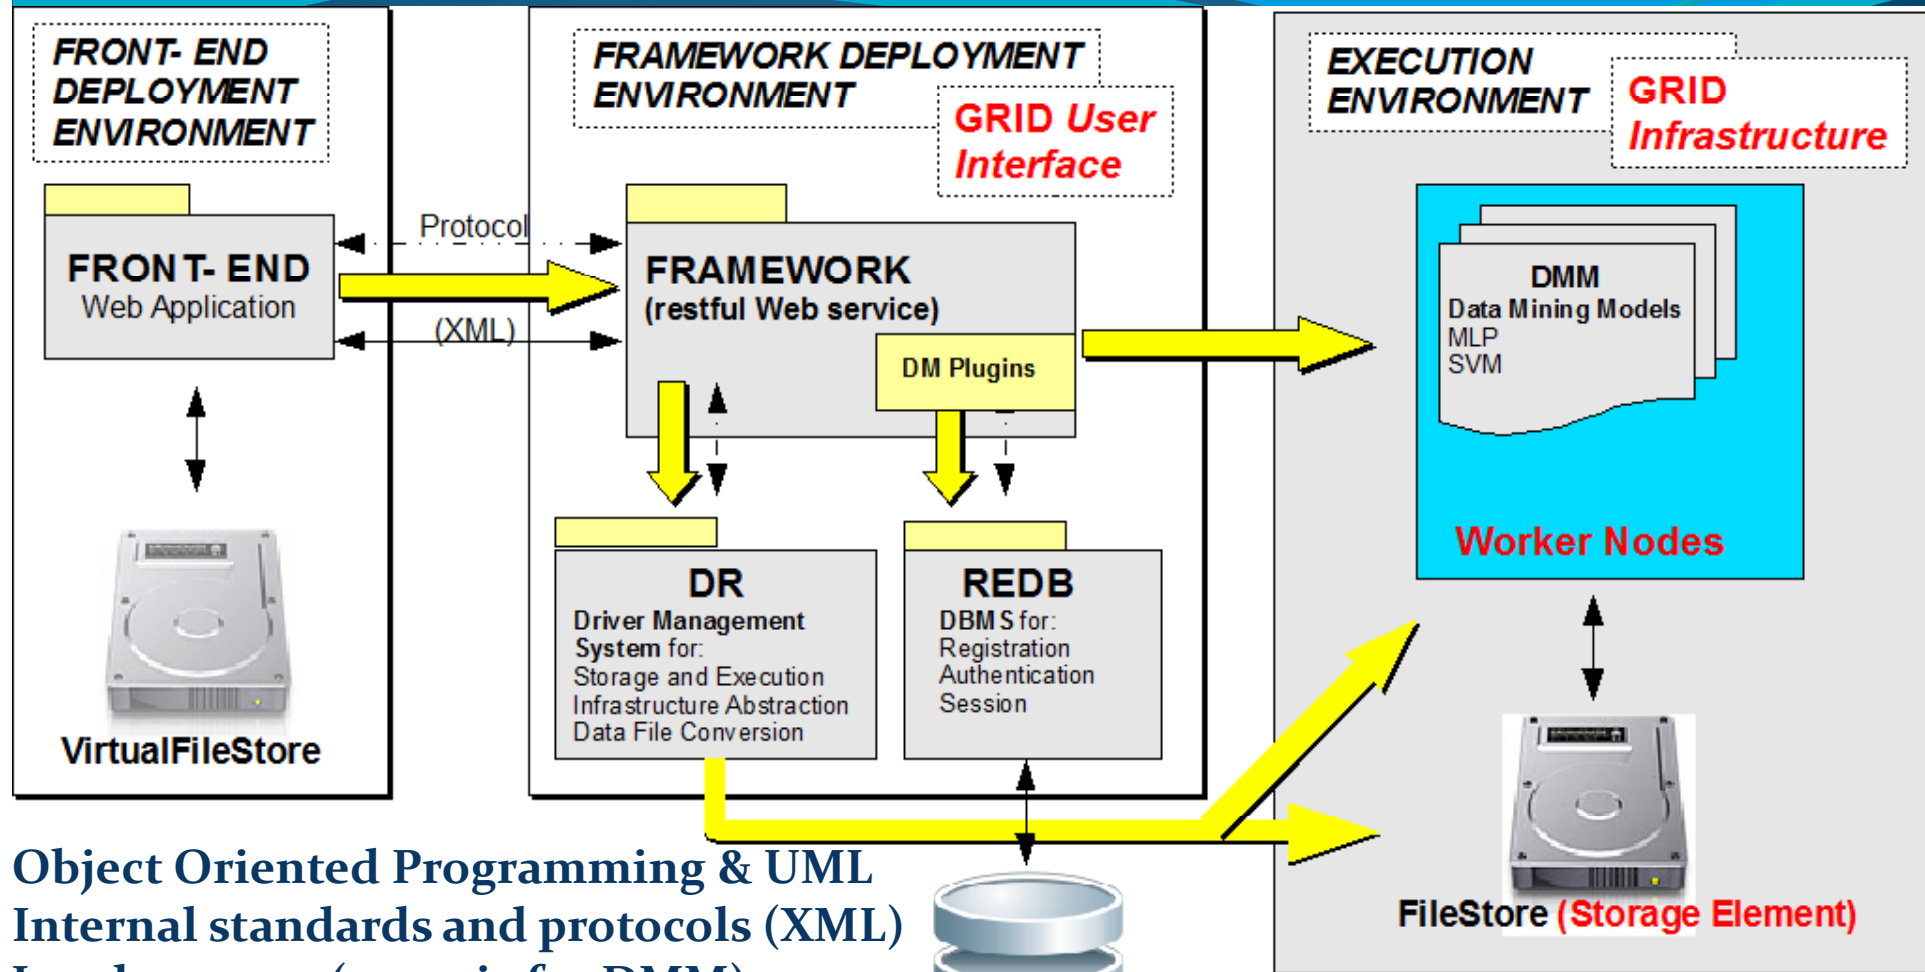 FRONT- END
DEPLOYMENT
ENVIRONMENT
FRONT- END
Web Application
VirtualFileStore
Protocol
(XML)
FRAMEWORK DEPLOYMENT
ENVIRONMENT
GRID User
Interface
FRAMEWORK
(restful Web service)
DM Plugins
DR
Driver Management
System for:
Storage and Execution
Infrastructure Abstraction
Data File Conversion
REDB
DBMS for:
Registration
Authentication
Session
EXECUTION
ENVIRONMENT
GRID
Infrastructure
DMM
Data Mining Models
MLP
SVM
Worker Nodes
FileStore (Storage Element)
Object Oriented Programming & UML
Internal standards and protocols (XML)
for DMM)